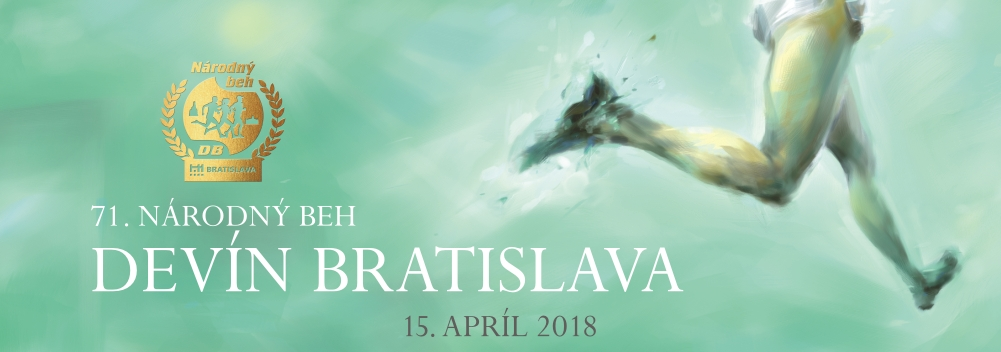 Národný
beh
DB
BRATISLAVA
71. NÁRODNÝ BEH
DEVÍN BRATISLAVA
15. APRÍL 2018